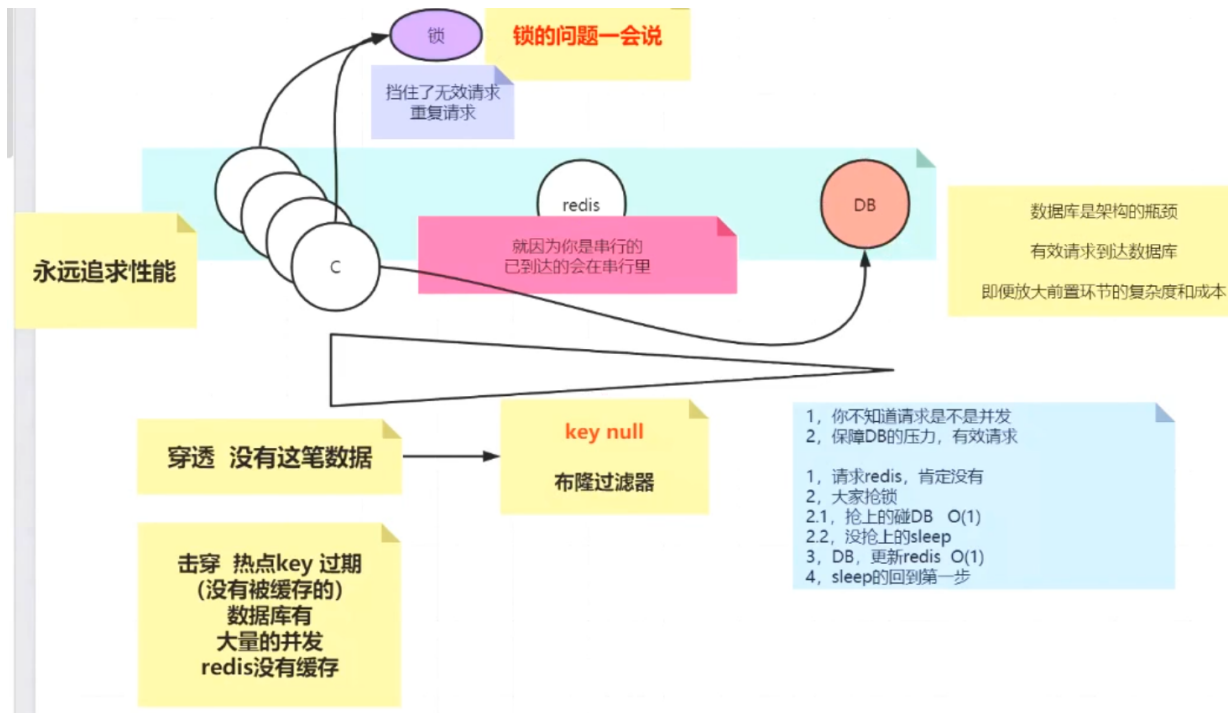 锁
锁的问题一会说
挡住了无效请求
重复请求
redis
DB
C
就因为你是串行的
已到达的会在串行里
永远追求性能
数据库是架构的瓶颈
有效请求到达数据库
即便放大前置环节的复杂度和成本
穿透 没有这笔数据
key null
布隆过滤器
击穿 热点key 过期
（没有被缓存的）
数据库有
大量的并发
redis没有缓存
1，你不知道请求是不是并发
2，保障DB的压力，有效请求
1，请求redis，肯定没有
2，大家抢锁
2.1，抢上的碰DB O(1)
2.2，没抢上的sleep
3，DB，更新redis O(1)
4，sleep的回到第一步